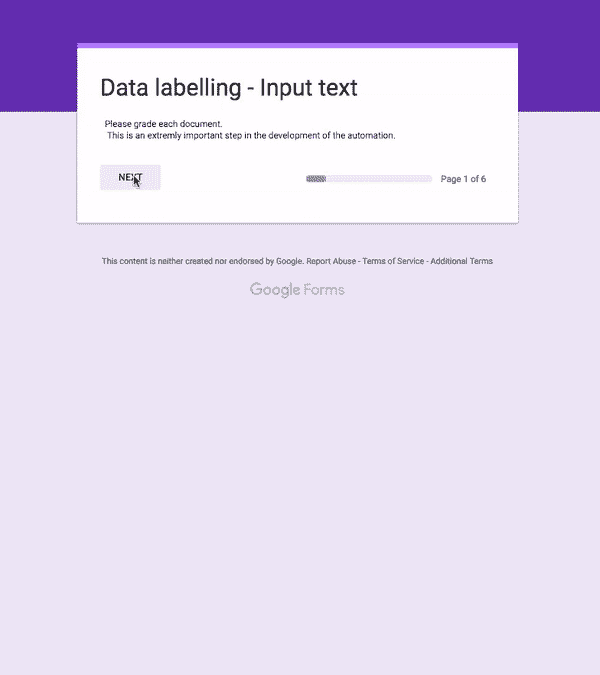 Data labelling - Input text
Please grade each document.
This is an extremly important step in the development of the automation.
NEXT
Page 1 of 6
This content is neither created nor endorsed by Google. Report Abuse - Terms of Service - Additional Terms
Google Forms